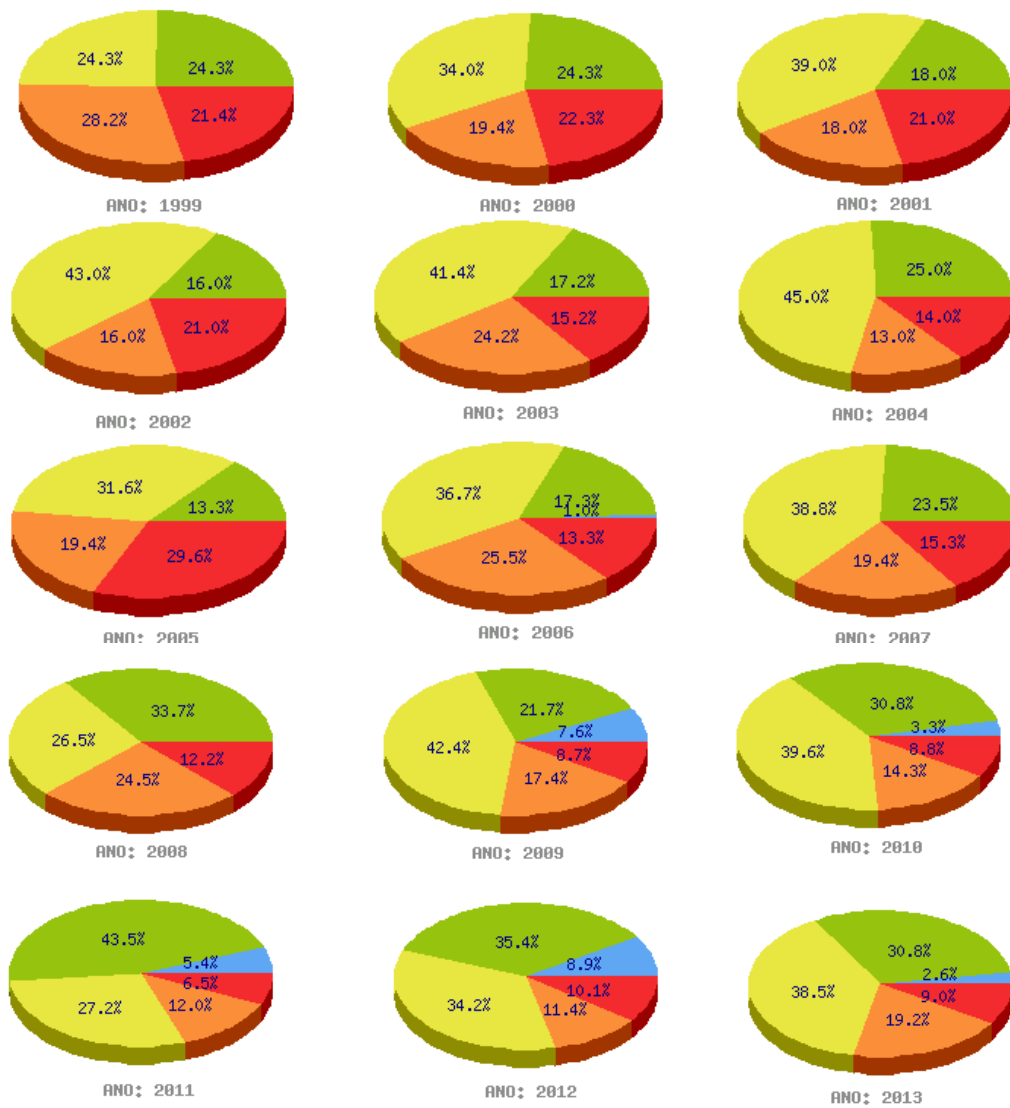 24.3% 24.3%
28.2% 21.4%
ANO: 1999
34.0% 24.3%
19.4% 22.3%
ANO: 2000
39.0% 18.0%
18.0% 21.0%
ANO: 2001
43.0% 16.0%
16.0% 21.0%
ANO: 2002
41.4% 17.2%
24.2% 15.2%
ANO: 2003
45.0% 25.0%
13.0% 14.0%
ANO: 2004
31.6% 13.3%
19.4% 29.6%
ANO: 2005
36.7% 17.3%
1.0%
25.5% 13.3%
ANO: 2006
38.8% 23.5%
19.4% 15.3%
ANO: 2007
33.7%
26.5% 12.2%
24.5%
ANO: 2008
21.7%
7.6%
42.4% 8.7%
17.4%
ANO: 2009
30.8%
3.3%
39.6% 8.8%
14.3%
ANO: 2010
43.5%
5.4%
6.5%
27.2% 12.0%
ANO: 2011
35.4%
8.9%
10.1%
34.2% 11.4%
ANO: 2012
30.8%
2.6%
38.5% 9.0%
19.2%
ANO: 2013